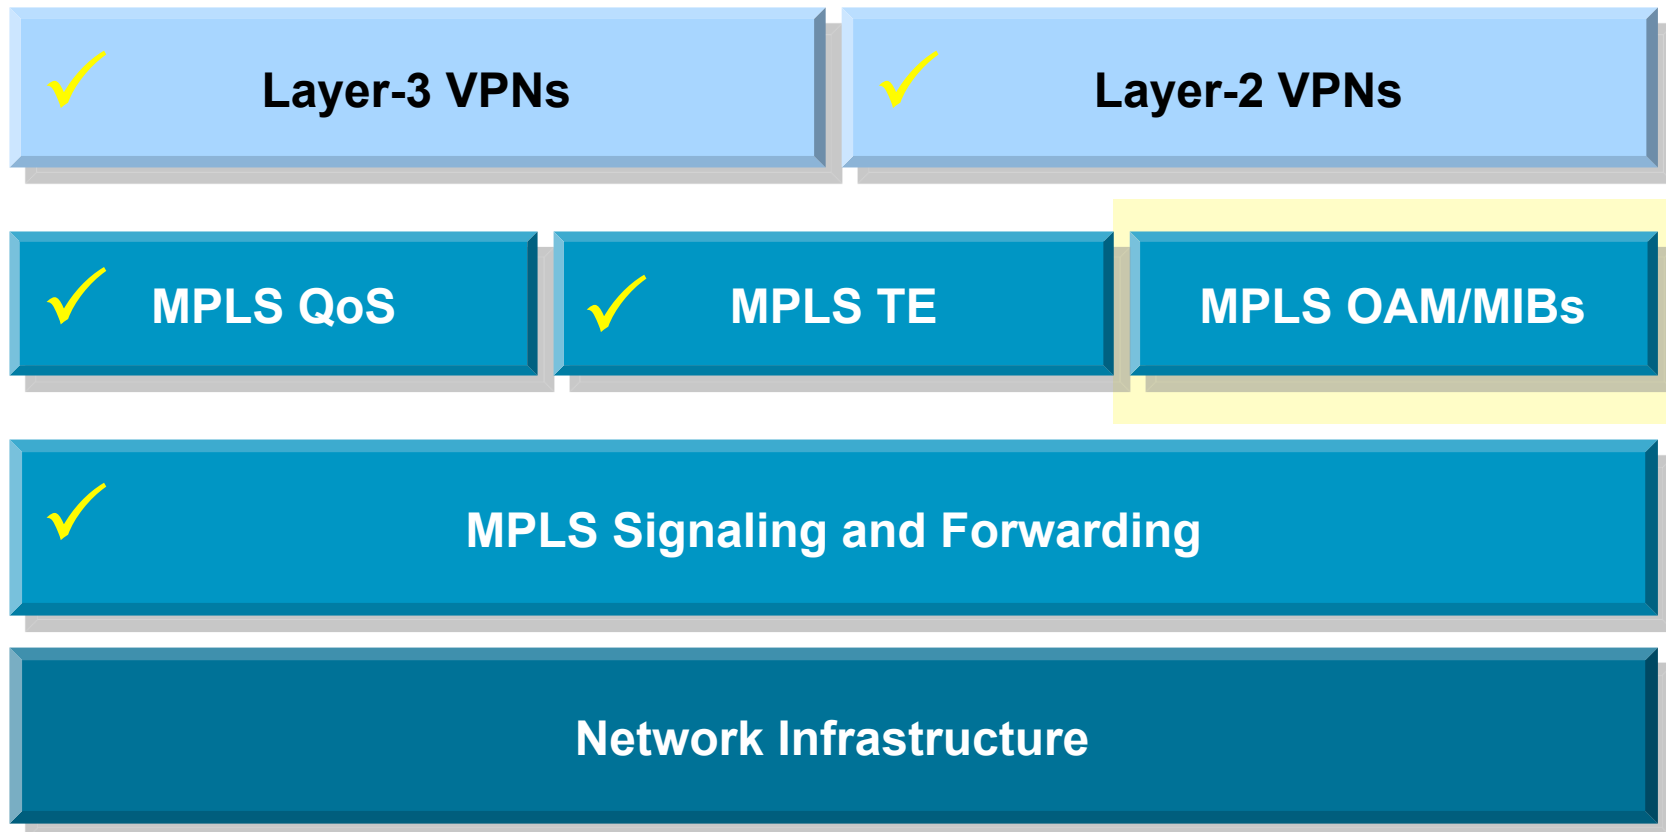 Layer-3 VPNs
Layer-2 VPNs
MPLS QoS
MPLS TE
MPLS OAM/MIBs
MPLS Signaling and Forwarding
Network Infrastructure